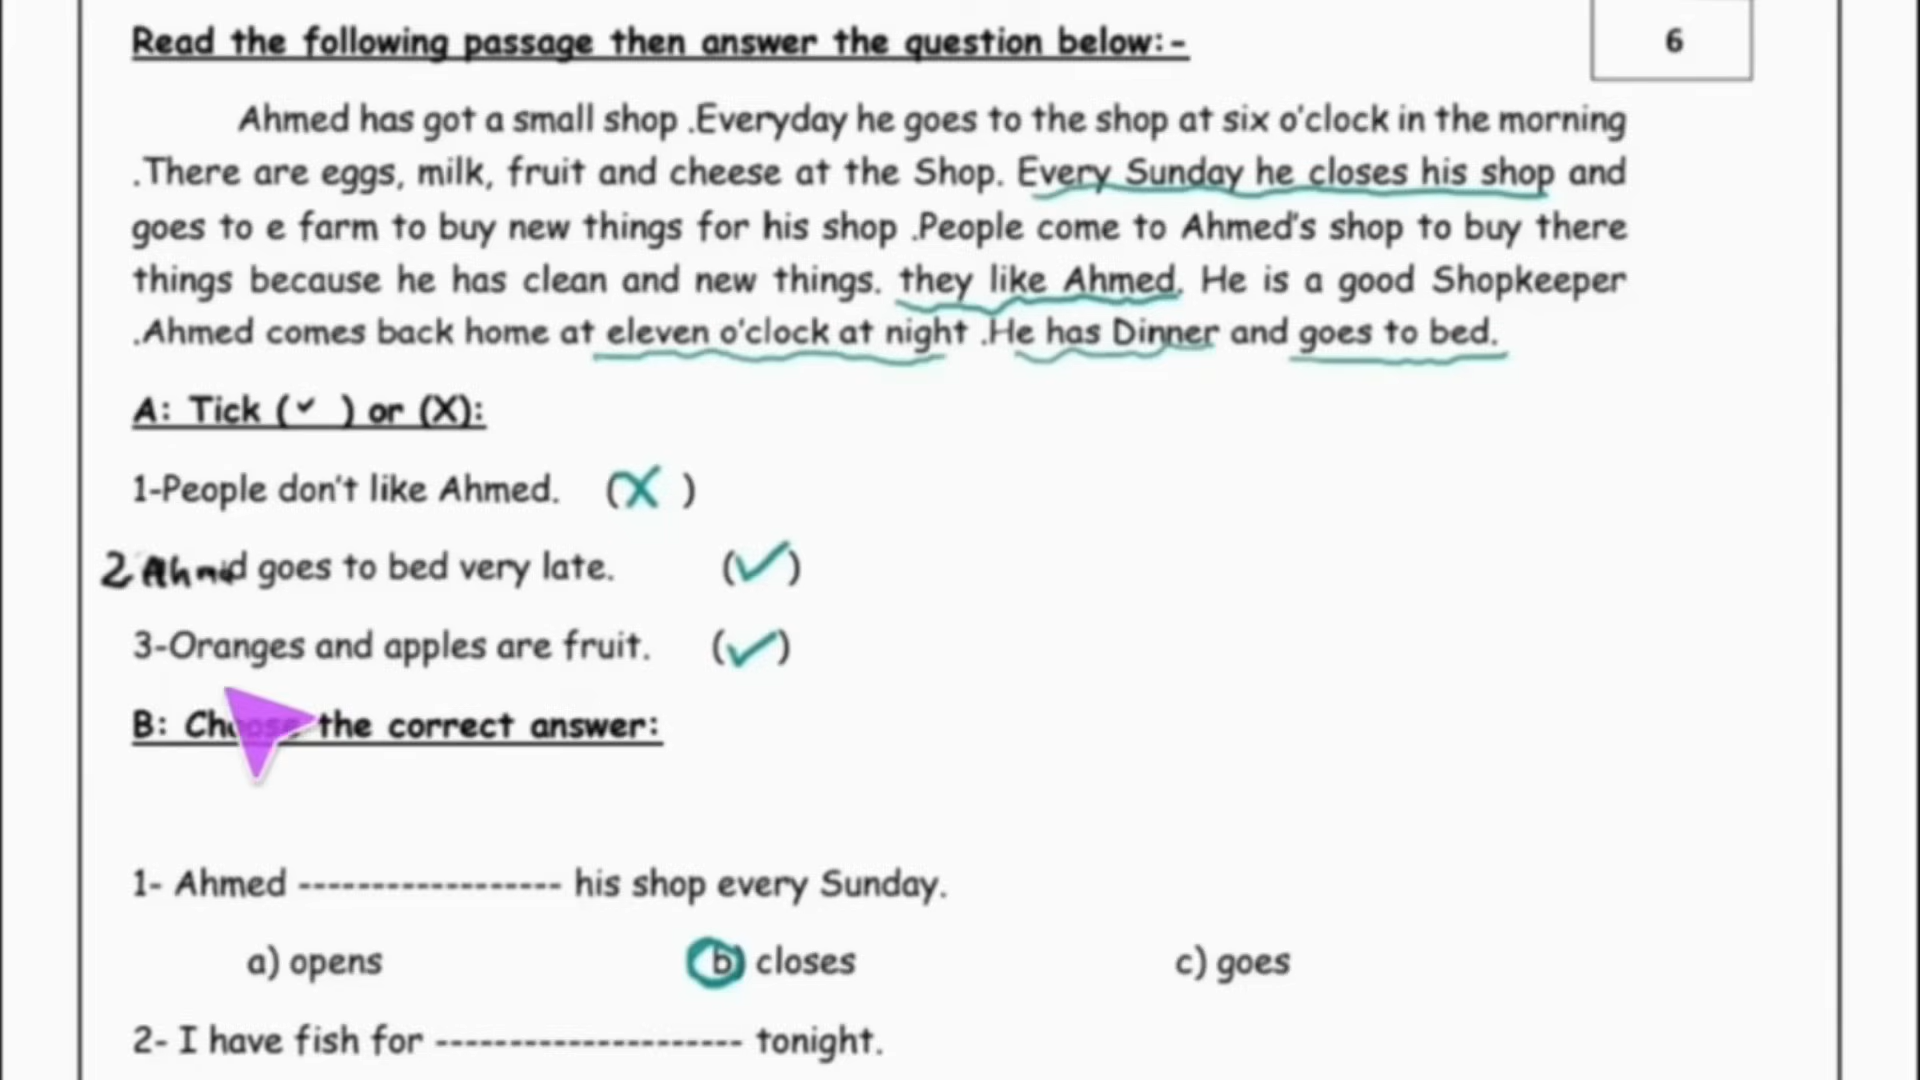 Read the following passage then answer the question below:-
6
Ahmed has got a small shop .Everyday he goes to the shop at six o'clock in the morning
.There are eggs, milk, fruit and cheese at the Shop. Every Sunday he closes his shop and
goes to e farm to buy new things for his shop .People come to Ahmed's shop to buy there
things because he has clean and new things. they like Ahmed. He is a good Shopkeeper
.Ahmed comes back home at eleven o'clock at night .He has Dinner and goes to bed.
A: Tick (✓ ) or (X):
1-People don't like Ahmed. (X )
2 Ahmed goes to bed very late. (✓)
3-Oranges and apples are fruit. (✓)
B: Choose the correct answer:
1- Ahmed ------------------ his shop every Sunday.
a) opens b) closes c) goes
2- I have fish for --------------------- tonight.